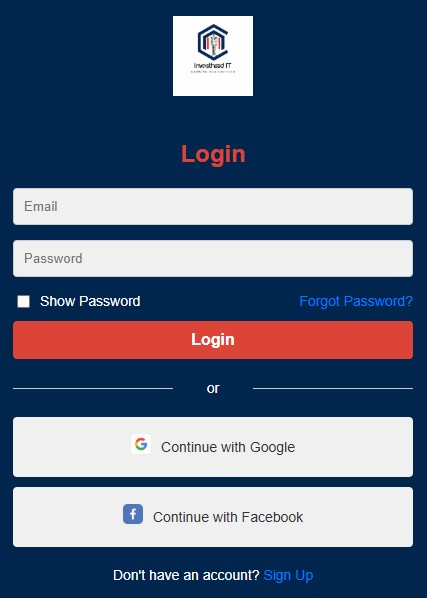 Investhead IT
Login
Email
Password
Show Password
Forgot Password?
Login
or
Continue with Google
Continue with Facebook
Don't have an account? Sign Up